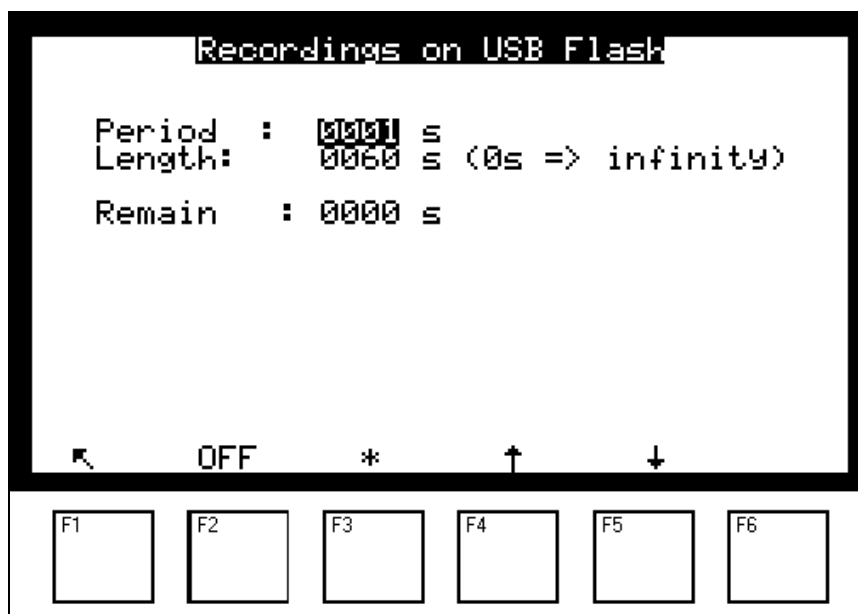 Recordings on USB Flash
Period : 0001 s
Length: 0060 s (0s => infinity)
Remain : 0000 s
↖ OFF * ↑ ↓
F1 F2 F3 F4 F5 F6